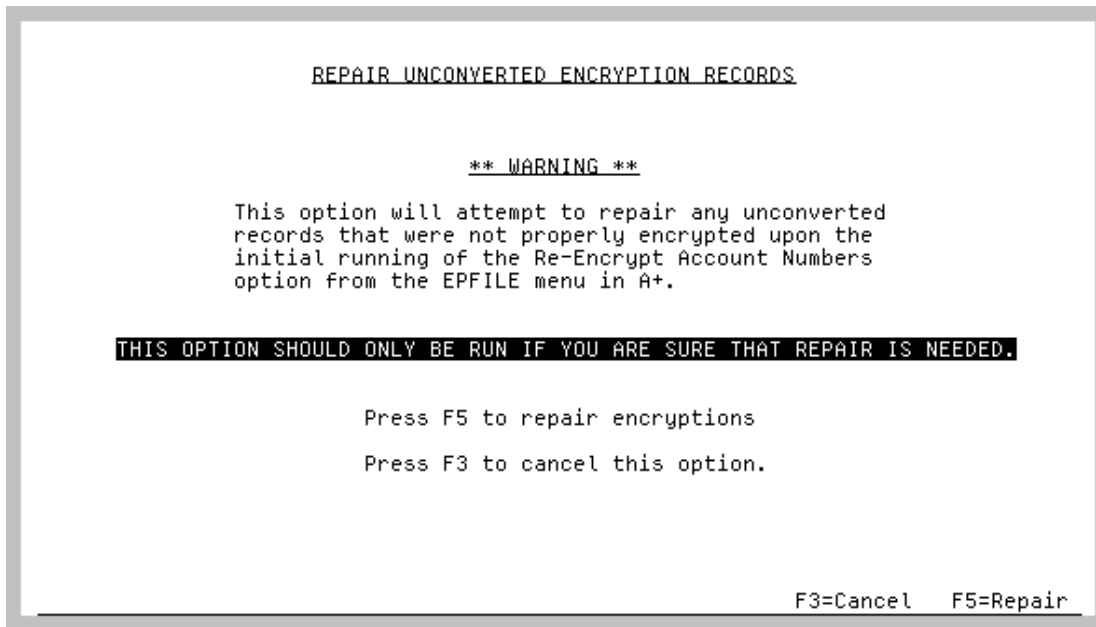 REPAIR UNCONVERTED ENCRYPTION RECORDS
** WARNING **
This option will attempt to repair any unconverted
records that were not properly encrypted upon the
initial running of the Re-Encrypt Account Numbers
option from the EPFILE menu in A+.
THIS OPTION SHOULD ONLY BE RUN IF YOU ARE SURE THAT REPAIR IS NEEDED.
Press F5 to repair encryptions
Press F3 to cancel this option.
F3=Cancel F5=Repair